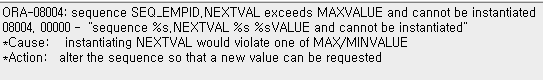 ORA-08004: sequence SEQ_EMPID,NEXTVAL exceeds MAXVALUE and cannot be instantiated
08004, 00000 - "sequence %s,NEXTVAL %s %sVALUE and cannot be instantiated"
*Cause: instantiating NEXTVAL would violate one of MAX/MINVALUE
*Action: alter the sequence so that a new value can be requested